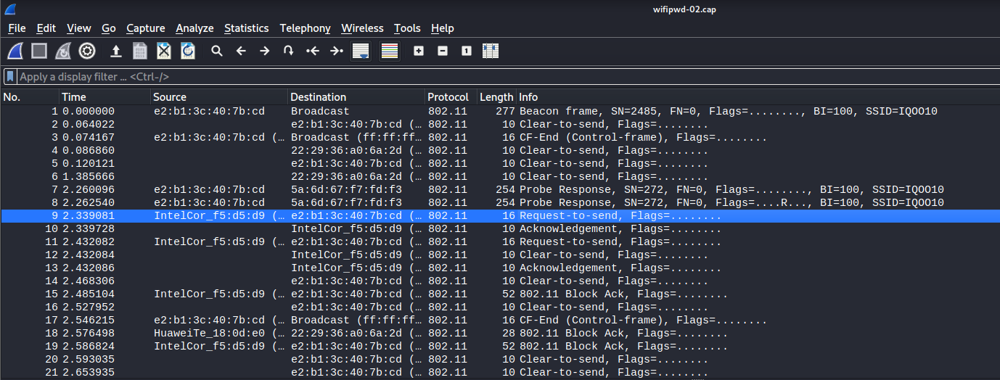 wifipwd-02.cap
File Edit View Go Capture Analyze Statistics Telephony Wireless Tools Help
Apply a display filter ... <Ctrl-/>
No. Time Source Destination Protocol Length Info
1 0.000000 e2:b1:3c:40:7b:cd Broadcast 802.11 277 Beacon frame, SN=2485, FN=0, Flags=........, BI=100, SSID=IQOO10
2 0.064022 e2:b1:3c:40:7b:cd (… 802.11 10 Clear-to-send, Flags=........
3 0.074167 e2:b1:3c:40:7b:cd (… Broadcast (ff:ff:ff… 802.11 16 CF-End (Control-frame), Flags=........
4 0.086860 22:29:36:a0:6a:2d (… 802.11 10 Clear-to-send, Flags=........
5 0.120121 e2:b1:3c:40:7b:cd (… 802.11 10 Clear-to-send, Flags=........
6 1.385666 22:29:36:a0:6a:2d (… 802.11 10 Clear-to-send, Flags=........
7 2.260096 e2:b1:3c:40:7b:cd 5a:6d:67:f7:fd:f3 802.11 254 Probe Response, SN=272, FN=0, Flags=........, BI=100, SSID=IQOO10
8 2.262540 e2:b1:3c:40:7b:cd 5a:6d:67:f7:fd:f3 802.11 254 Probe Response, SN=272, FN=0, Flags=....R..., BI=100, SSID=IQOO10
9 2.339081 IntelCor_f5:d5:d9 (… e2:b1:3c:40:7b:cd (… 802.11 16 Request-to-send, Flags=........
10 2.339728 IntelCor_f5:d5:d9 (… 802.11 10 Acknowledgement, Flags=........
11 2.432082 IntelCor_f5:d5:d9 (… e2:b1:3c:40:7b:cd (… 802.11 16 Request-to-send, Flags=........
12 2.432084 IntelCor_f5:d5:d9 (… 802.11 10 Clear-to-send, Flags=........
13 2.432086 IntelCor_f5:d5:d9 (… 802.11 10 Acknowledgement, Flags=........
14 2.468306 e2:b1:3c:40:7b:cd (… 802.11 10 Clear-to-send, Flags=........
15 2.485104 IntelCor_f5:d5:d9 (… e2:b1:3c:40:7b:cd (… 802.11 52 802.11 Block Ack, Flags=........
16 2.527952 e2:b1:3c:40:7b:cd (… 802.11 10 Clear-to-send, Flags=........
17 2.546215 e2:b1:3c:40:7b:cd (… Broadcast (ff:ff:ff… 802.11 16 CF-End (Control-frame), Flags=........
18 2.576498 HuaweiTe_18:0d:e0 (… 22:29:36:a0:6a:2d (… 802.11 28 802.11 Block Ack, Flags=........
19 2.586824 IntelCor_f5:d5:d9 (… e2:b1:3c:40:7b:cd (… 802.11 52 802.11 Block Ack, Flags=........
20 2.593035 e2:b1:3c:40:7b:cd (… 802.11 10 Clear-to-send, Flags=........
21 2.653935 e2:b1:3c:40:7b:cd (… 802.11 10 Clear-to-send, Flags=........